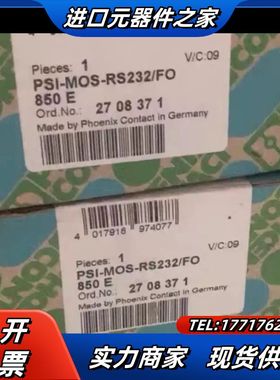 进口元器件之家
V/C:09
Pieces: 1
PSI-MOS-RS232/FO
850 E
Ord.No.: 27 08 37 1
Made by Phoenix Contact in Germany
4 017918 974077
V/C:09
Pieces: 1
PSI-MOS-RS232/FO
850 E
Ord.No.: 27 08 37 1
Made by Phoenix Contact in Germany
可开
票
TEL:1771762
实力商家 现货供